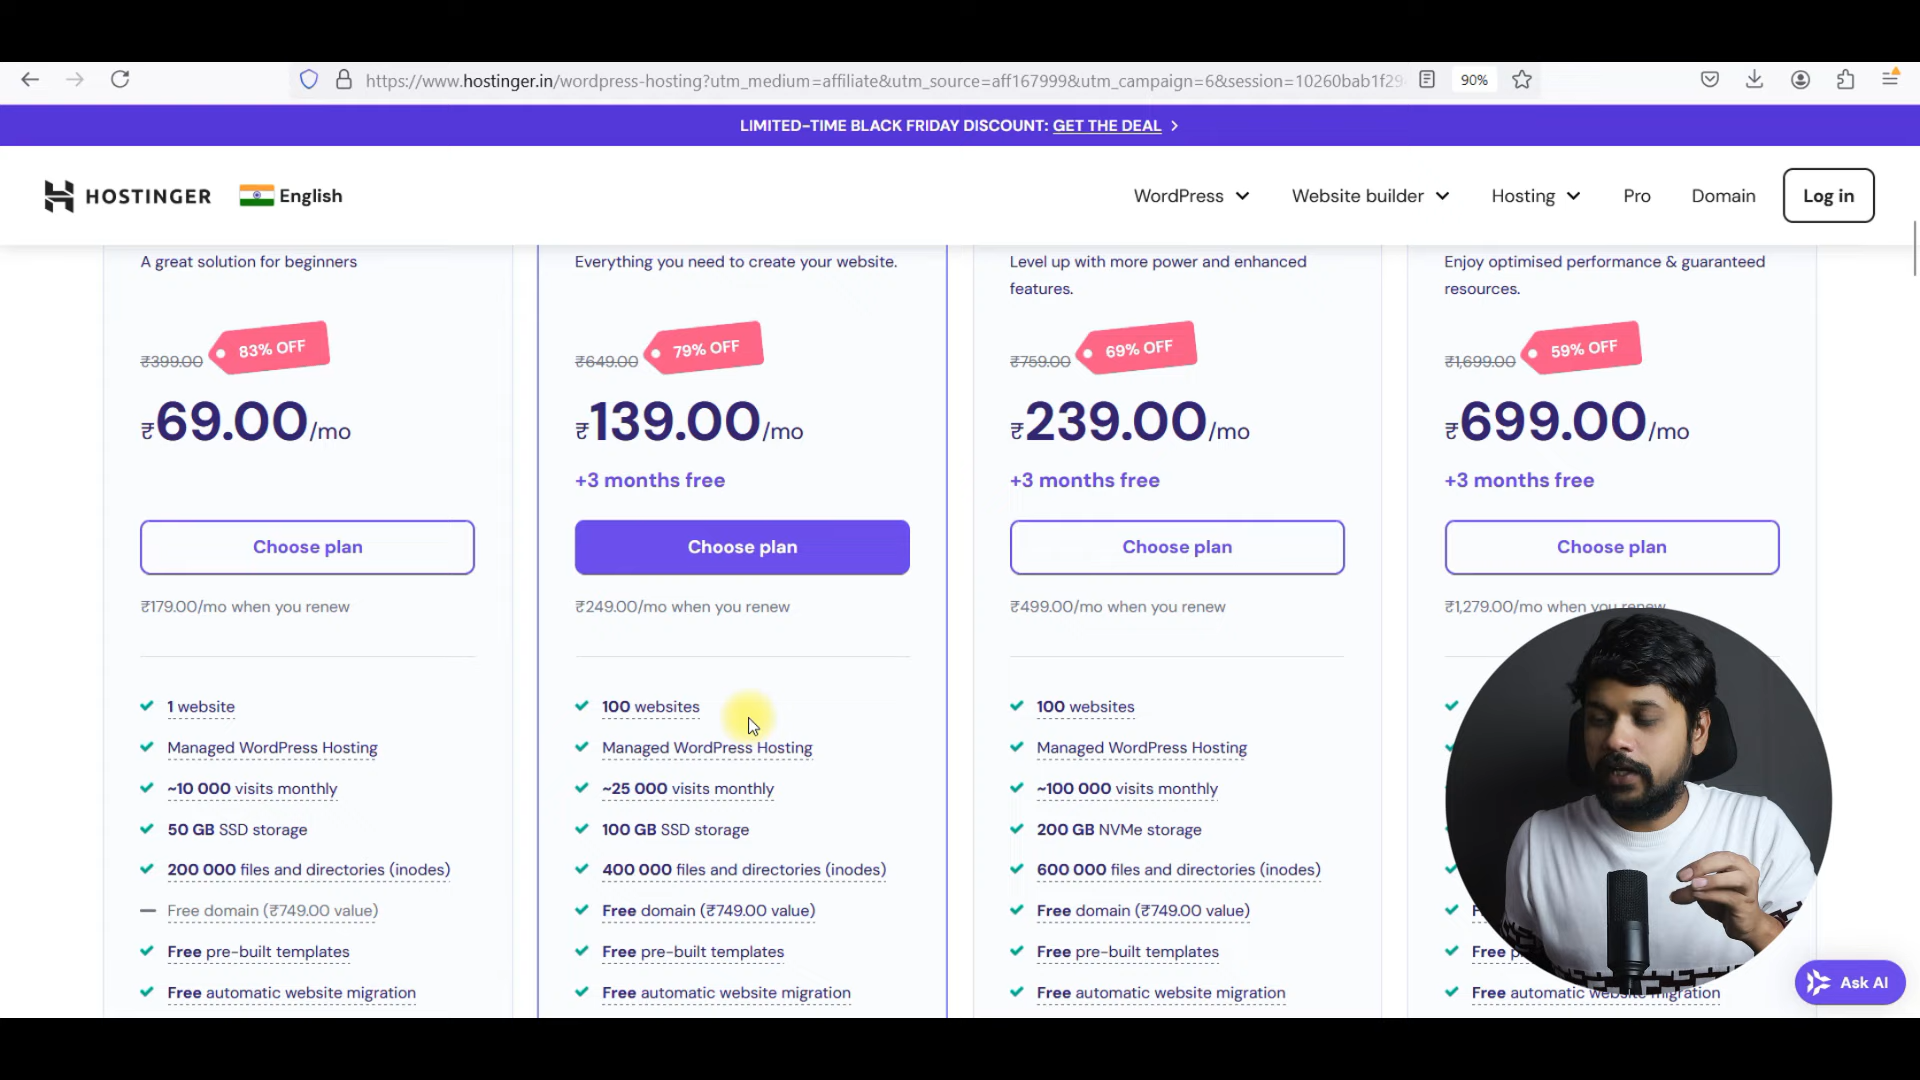 https://www.hostinger.in/wordpress-hosting?utm_medium=affiliate&utm_source=aff167999&utm_campaign=6&session=10260bab1f29
90%
LIMITED-TIME BLACK FRIDAY DISCOUNT: GET THE DEAL
HOSTINGER
English
WordPress
Website builder
Hosting
Pro
Domain
Log in
A great solution for beginners
₹399.00
83% OFF
₹69.00/mo
Choose plan
₹179.00/mo when you renew
1 website
Managed WordPress Hosting
~10 000 visits monthly
50 GB SSD storage
200 000 files and directories (inodes)
Free domain (₹749.00 value)
Free pre-built templates
Free automatic website migration
Everything you need to create your website.
₹649.00
79% OFF
₹139.00/mo
+3 months free
Choose plan
₹249.00/mo when you renew
100 websites
Managed WordPress Hosting
~25 000 visits monthly
100 GB SSD storage
400 000 files and directories (inodes)
Free domain (₹749.00 value)
Free pre-built templates
Free automatic website migration
Level up with more power and enhanced
features.
₹759.00
69% OFF
₹239.00/mo
+3 months free
Choose plan
₹499.00/mo when you renew
100 websites
Managed WordPress Hosting
~100 000 visits monthly
200 GB NVMe storage
600 000 files and directories (inodes)
Free domain (₹749.00 value)
Free pre-built templates
Free automatic website migration
Enjoy optimised performance & guaranteed
resources.
₹1,699.00
59% OFF
₹699.00/mo
+3 months free
Choose plan
₹1,279.00/mo when you renew
Free
Free automatic website migration
Ask AI